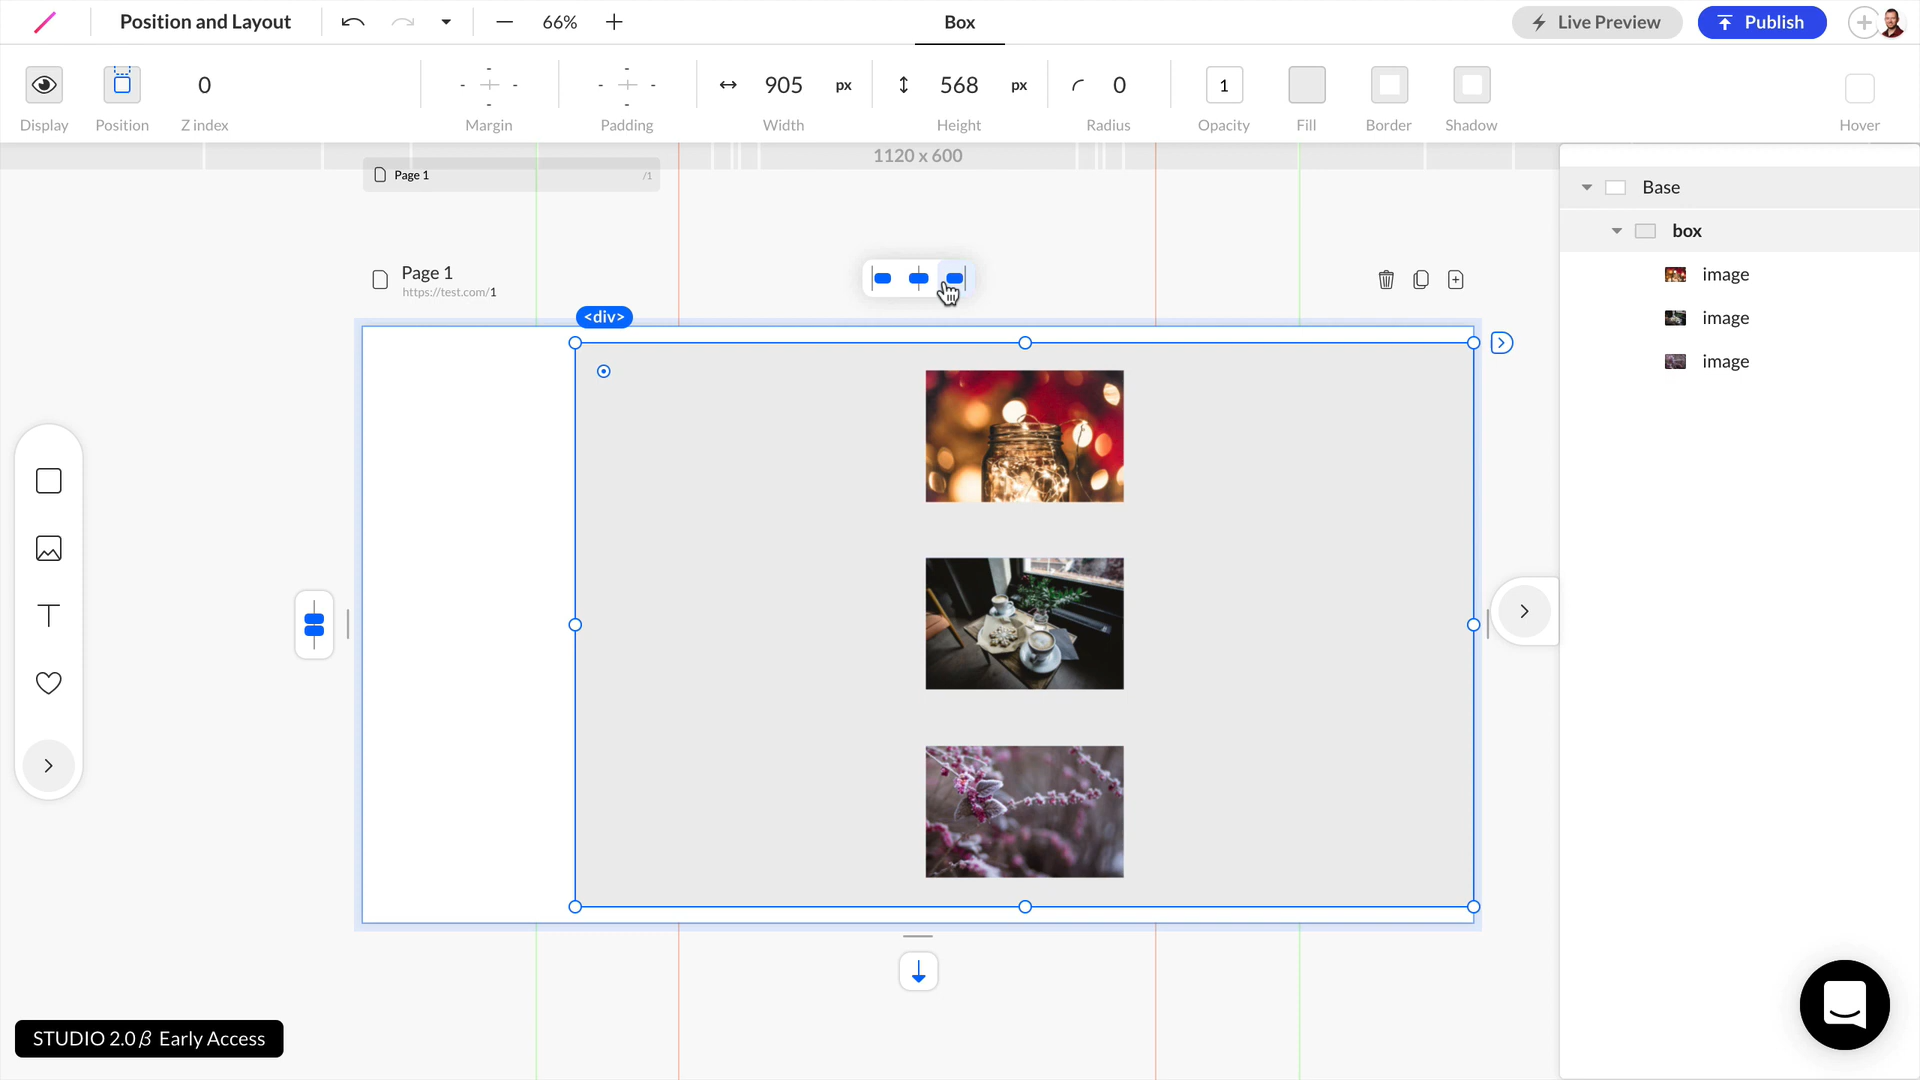 Position and Layout
66%
Box
Live Preview
Publish
0
905
px
568
px
0
1
Display
Position
Z index
Margin
Padding
Width
Height
Radius
Opacity
Fill
Border
Shadow
Hover
1120 x 600
Page 1
/1
Page 1
https://test.com/1
<div>
Base
box
image
image
image
T
STUDIO 2.0 β Early Access